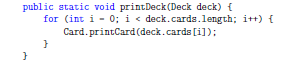 public static void printDeck(Deck deck) {
for (int i = 0; i < deck.cards.length; i++) {
Card.printCard(deck.cards[i]);
}
}